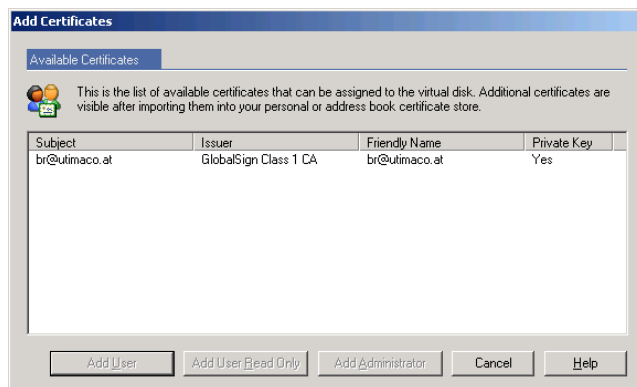 Add Certificates
Available Certificates
This is the list of available certificates that can be assigned to the virtual disk. Additional certificates are
visible after importing them into your personal or address book certificate store.
Subject Issuer Friendly Name Private Key
br@utimaco.at GlobalSign Class 1 CA br@utimaco.at Yes
Add User Add User Read Only Add Administrator Cancel Help